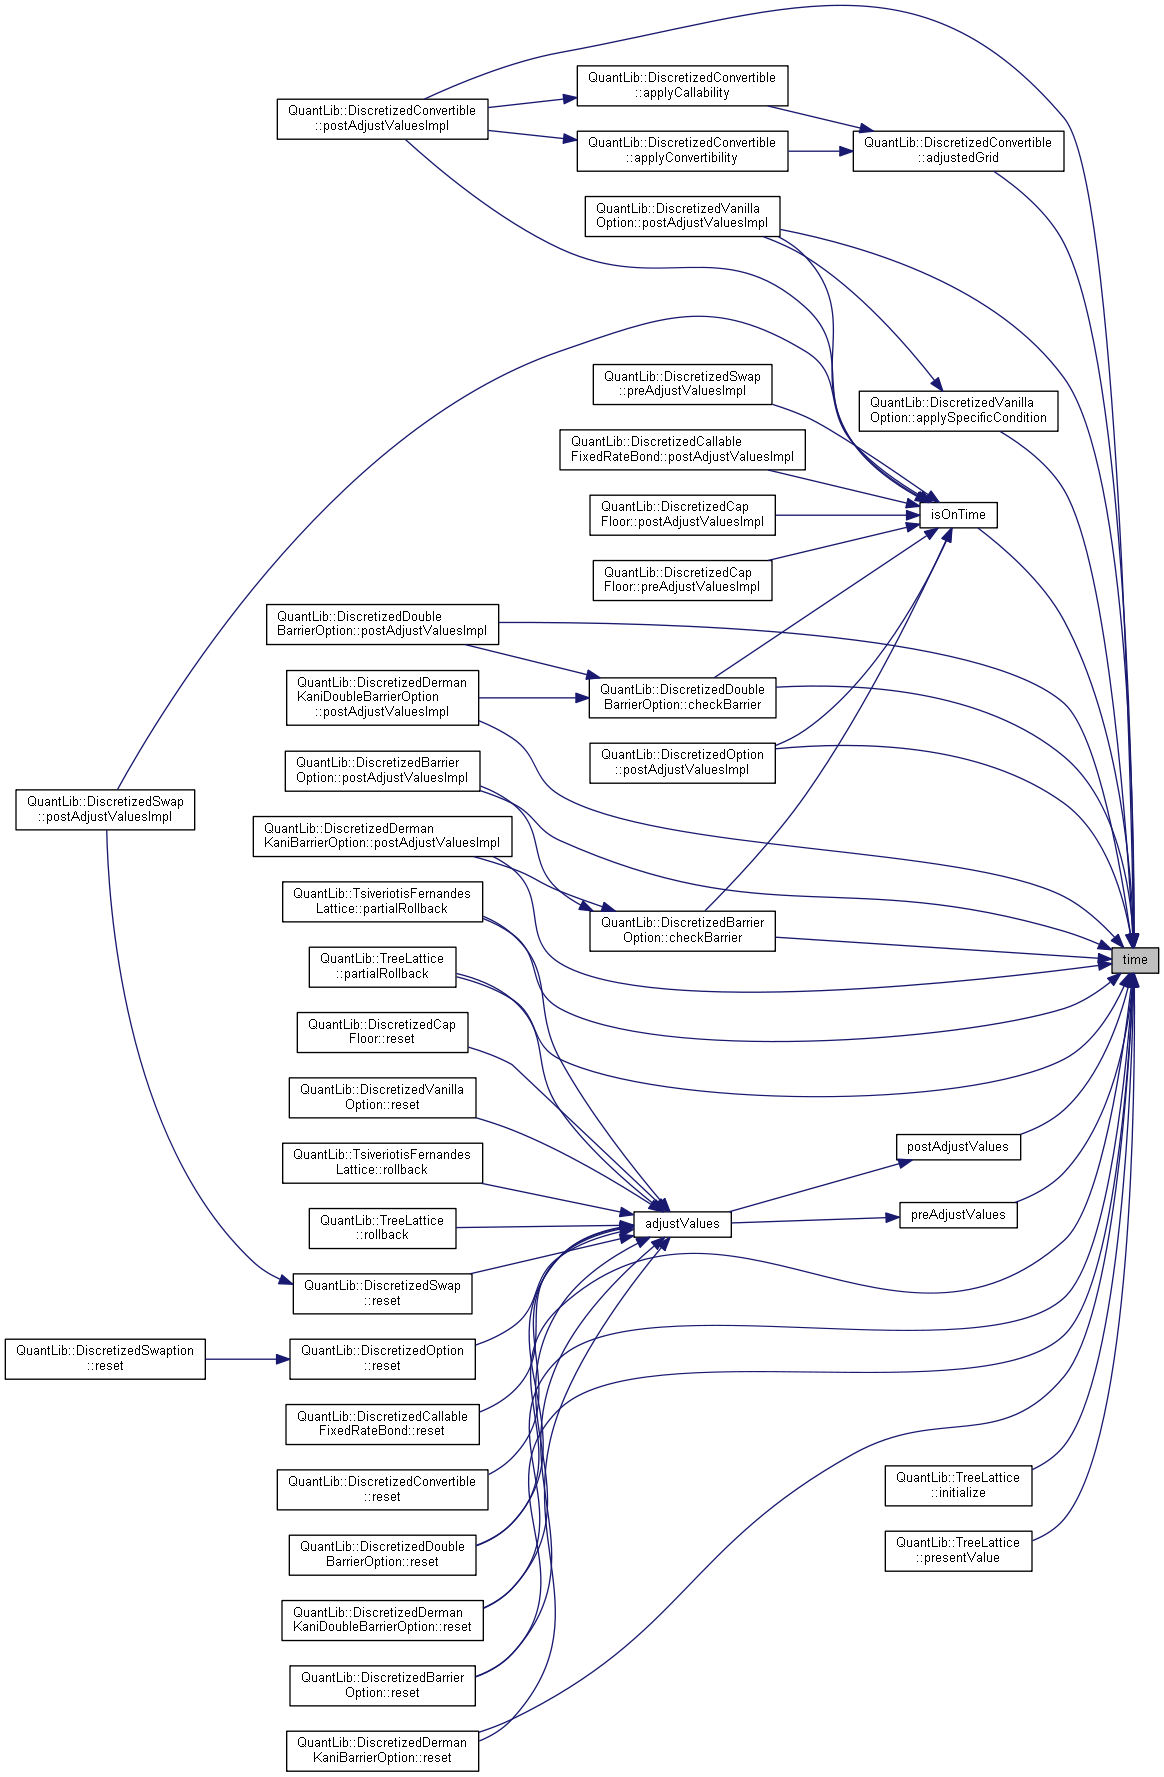 QuantLib::DiscretizedConvertible
::applyCallability
QuantLib::DiscretizedConvertible
::postAdjustValuesImpl
QuantLib::DiscretizedConvertible
::applyConvertibility
QuantLib::DiscretizedConvertible
::adjustedGrid
QuantLib::DiscretizedVanilla
Option::postAdjustValuesImpl
QuantLib::DiscretizedSwap
::preAdjustValuesImpl
QuantLib::DiscretizedVanilla
Option::applySpecificCondition
QuantLib::DiscretizedCallable
FixedRateBond::postAdjustValuesImpl
QuantLib::DiscretizedCap
Floor::postAdjustValuesImpl
isOnTime
QuantLib::DiscretizedCap
Floor::preAdjustValuesImpl
QuantLib::DiscretizedDouble
BarrierOption::postAdjustValuesImpl
QuantLib::DiscretizedDerman
KaniDoubleBarrierOption
::postAdjustValuesImpl
QuantLib::DiscretizedDouble
BarrierOption::checkBarrier
QuantLib::DiscretizedOption
::postAdjustValuesImpl
QuantLib::DiscretizedBarrier
Option::postAdjustValuesImpl
QuantLib::DiscretizedSwap
::postAdjustValuesImpl
QuantLib::DiscretizedDerman
KaniBarrierOption::postAdjustValuesImpl
QuantLib::TsiveriotisFernandes
Lattice::partialRollback
QuantLib::DiscretizedBarrier
Option::checkBarrier
QuantLib::TreeLattice
::partialRollback
time
QuantLib::DiscretizedCap
Floor::reset
QuantLib::DiscretizedVanilla
Option::reset
QuantLib::TsiveriotisFernandes
Lattice::rollback
postAdjustValues
QuantLib::TreeLattice
::rollback
adjustValues
preAdjustValues
QuantLib::DiscretizedSwap
::reset
QuantLib::DiscretizedSwaption
::reset
QuantLib::DiscretizedOption
::reset
QuantLib::DiscretizedCallable
FixedRateBond::reset
QuantLib::DiscretizedConvertible
::reset
QuantLib::TreeLattice
::initialize
QuantLib::DiscretizedDouble
BarrierOption::reset
QuantLib::TreeLattice
::presentValue
QuantLib::DiscretizedDerman
KaniDoubleBarrierOption::reset
QuantLib::DiscretizedBarrier
Option::reset
QuantLib::DiscretizedDerman
KaniBarrierOption::reset